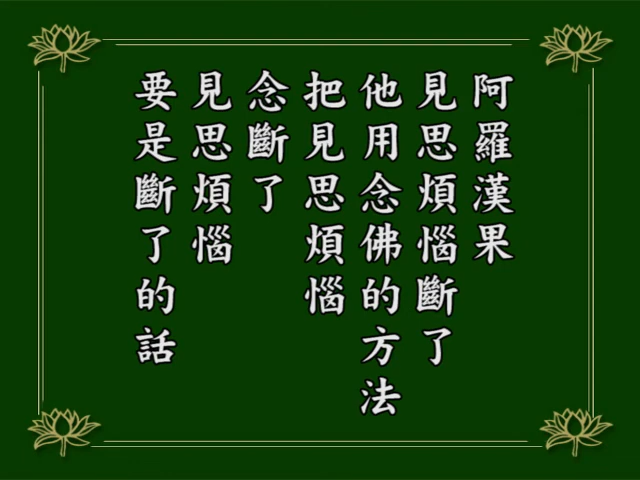 阿羅漢果
見思煩惱斷了
他用念佛的方法
把見思煩惱
念斷了
見思煩惱
要是斷了的話